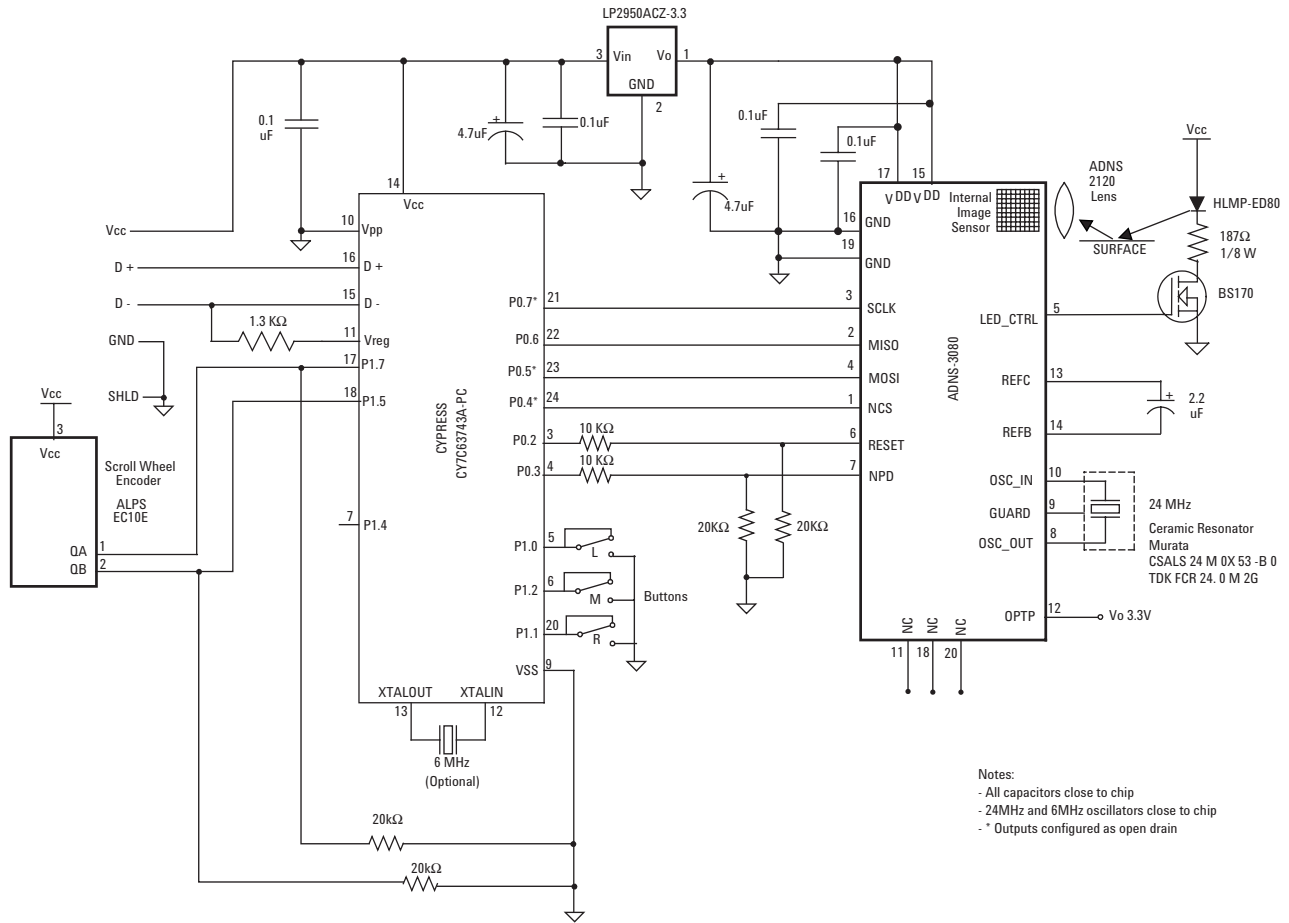 LP2950ACZ-3.3
3 Vin Vo 1
GND
2
0.1
uF
4.7uF
0.1uF
0.1uF
0.1uF
4.7uF
14
Vcc
Vcc
10 Vpp
16 D +
D +
15 D -
D -
1.3 KΩ
11 Vreg
GND
17 P1.7
18 P1.5
SHLD
Vcc
3
Vcc
Scroll Wheel
Encoder
ALPS
EC10E
QA 1
QB 2
7 P1.4
CYPRESS
CY7C63743A-PC
P0.7* 21
P0.6 22
P0.5* 23
P0.4* 24
P0.2 3
P0.3 4
10 KΩ
10 KΩ
20KΩ
20KΩ
P1.0 5
L
P1.2 6
M
Buttons
P1.1 20
R
VSS 9
XTALOUT XTALIN
13 12
6 MHz
(Optional)
20kΩ
20kΩ
17 15
VDD VDD
Internal
Image
Sensor
16 GND
19 GND
3 SCLK
2 MISO
4 MOSI
1 NCS
6 RESET
7 NPD
ADNS-3080
LED_CTRL 5
REFC 13
REFB 14
OSC_IN 10
GUARD 9
OSC_OUT 8
OPTP 12
Vo 3.3V
NC NC NC
11 18 20
ADNS
2120
Lens
SURFACE
Vcc
HLMP-ED80
187Ω
1/8 W
BS170
2.2
uF
24 MHz
Ceramic Resonator
Murata
CSALS 24 M 0X 53 -B 0
TDK FCR 24. 0 M 2G
Notes:
- All capacitors close to chip
- 24MHz and 6MHz oscillators close to chip
- * Outputs configured as open drain